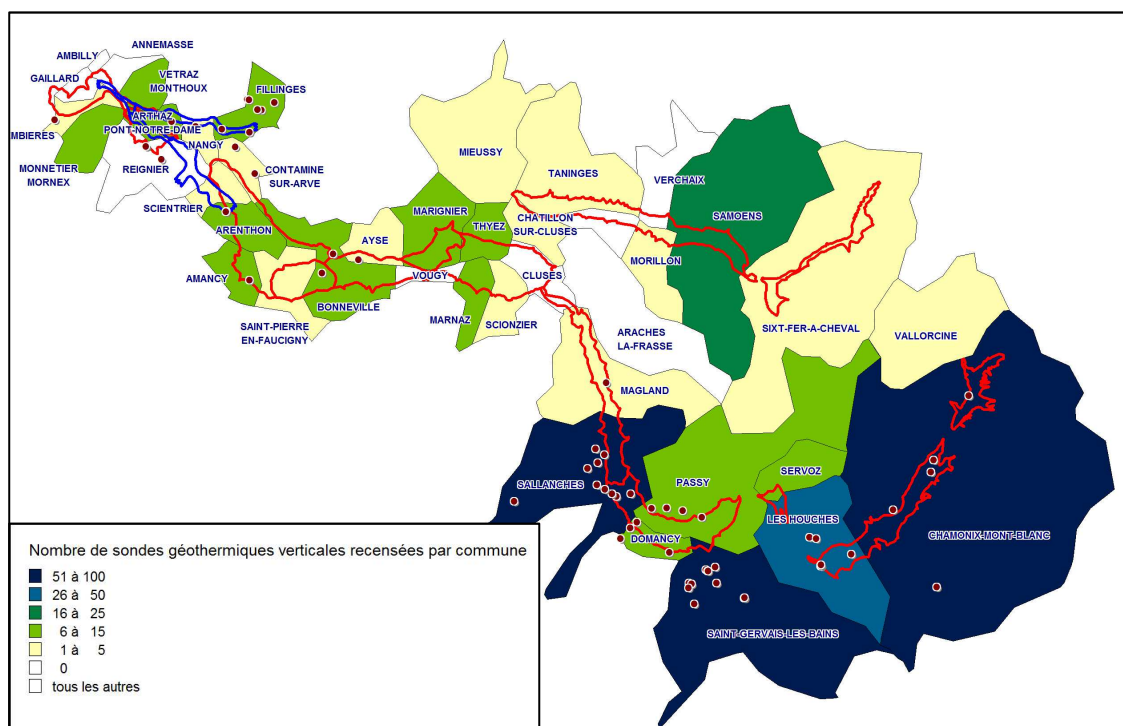 ANNEMASSE
AMBILLY
GAILLARD
VETRAZ
MONTHOUX
FILLINGES
ARTHAZ
PONT-NOTRE-DAME
MBIERES
NANGY
MONNETIER
MORNEX
REIGNIER
CONTAMINE
SUR-ARVE
SCIENTRIER
ARENTHON
MIEUSSY
TANINGES
VERCHAIX
SAMOENS
MARIGNIER
THYEZ
CHATILLON
SUR-CLUSES
AYSE
MORILLON
AMANCY
VOUGY
CLUSES
BONNEVILLE
MARNAZ
SCIONZIER
SAINT-PIERRE
EN-FAUCIGNY
ARACHES
LA-FRASSE
SIXT-FER-A-CHEVAL
VALLORCINE
MAGLAND
SALLANCHES
PASSY
SERVOZ
LES HOUCHES
DOMANCY
CHAMONIX-MONT-BLANC
SAINT-GERVAIS-LES-BAINS
Nombre de sondes géothermiques verticales recensées par commune
51 à 100
26 à 50
16 à 25
6 à 15
1 à 5
0
tous les autres